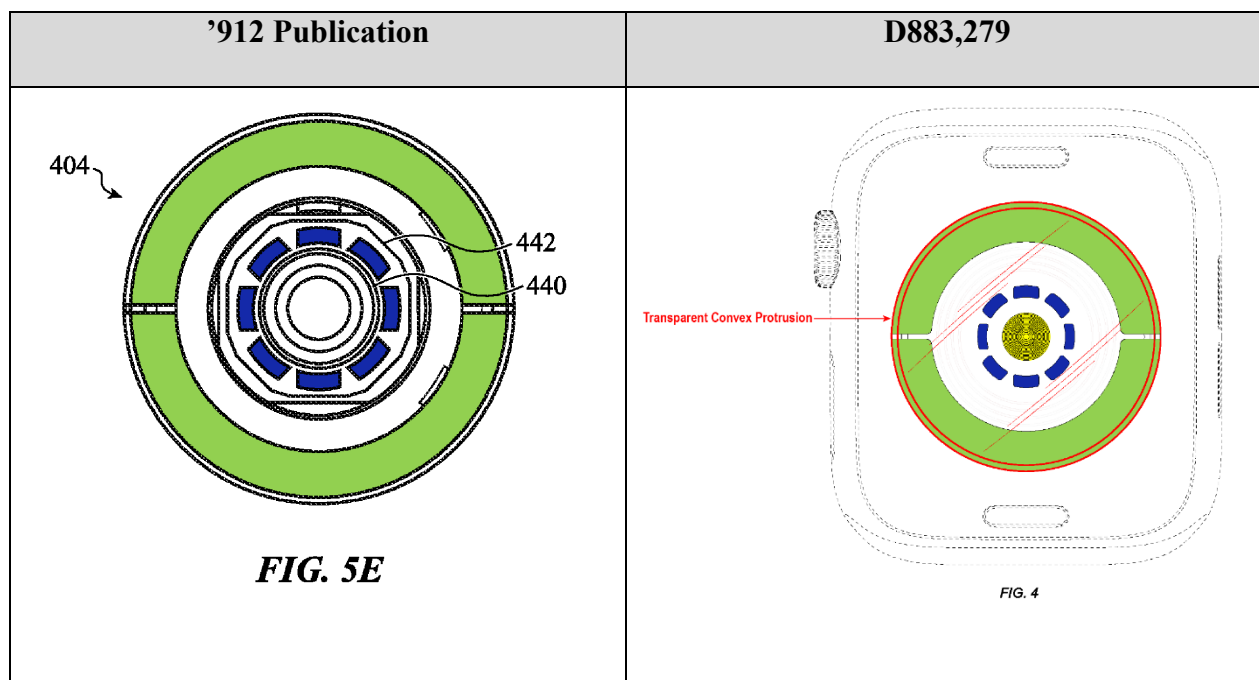 ’912 Publication
D883,279
404
442
440
FIG. 5E
Transparent Convex Protrusion
FIG. 4